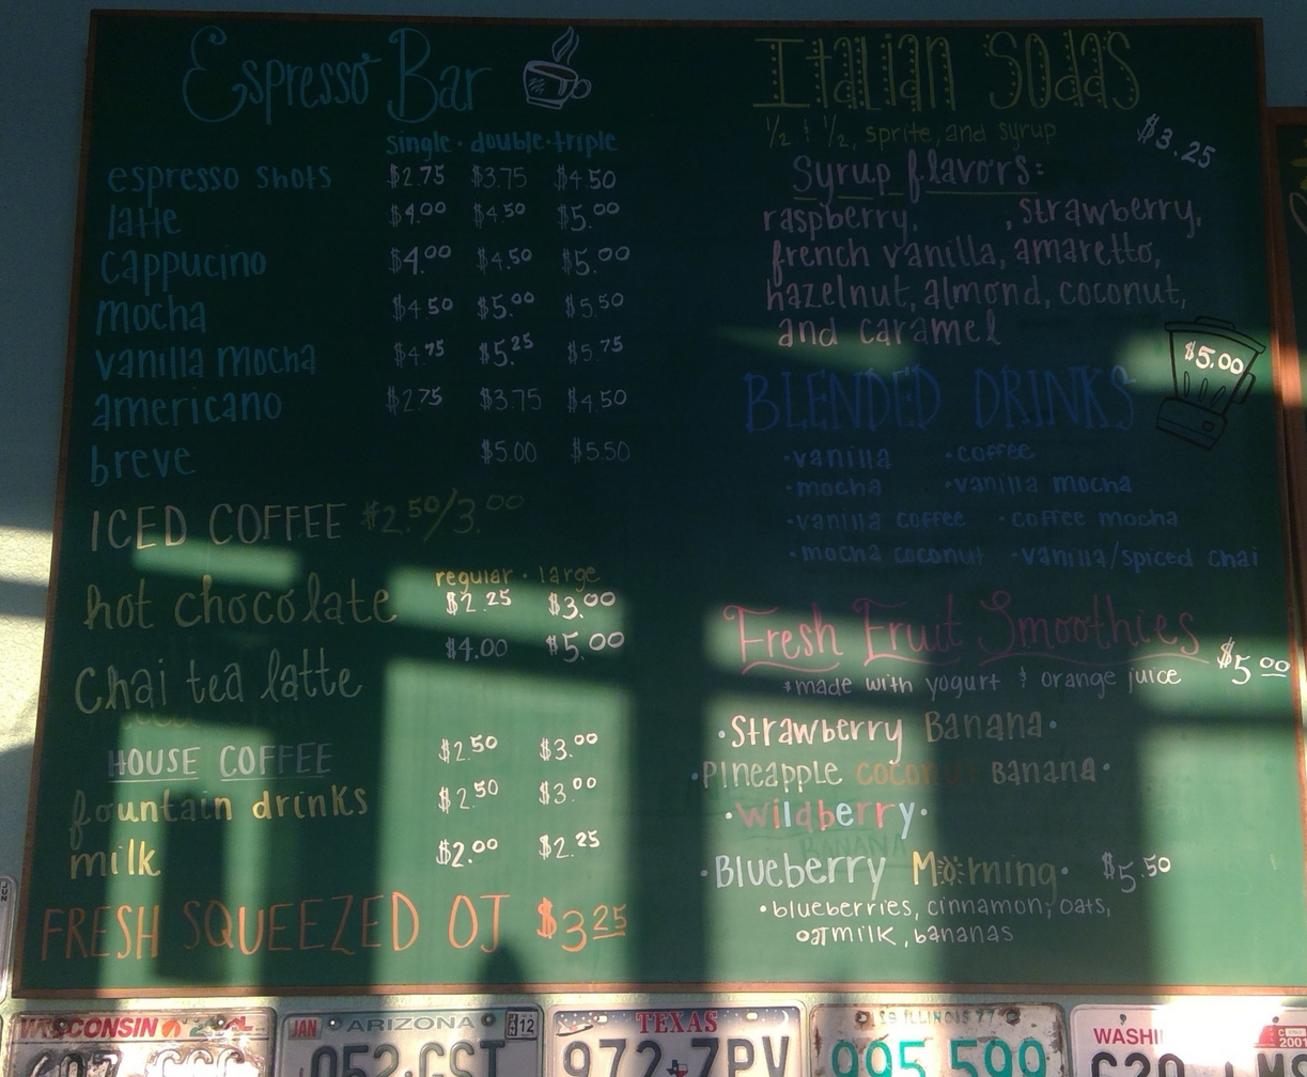 Espresso Bar
single · double · triple
espresso shots $2.75 $3.75 $4.50
latte $4.00 $4.50 $5.00
cappucino $4.00 $4.50 $5.00
mocha $4.50 $5.00 $5.50
vanilla mocha $4.75 $5.25 $5.75
americano $2.75 $3.75 $4.50
breve $5.00 $5.50
ICED COFFEE $2.50/3.00
regular · large
hot chocolate $2.25 $3.00
Chai tea latte $4.00 $5.00
HOUSE COFFEE $2.50 $3.00
fountain drinks $2.50 $3.00
milk $2.00 $2.25
FRESH SQUEEZED OJ $3.25
Italian Sodas
1/2 & 1/2, sprite, and syrup
$3.25
Syrup flavors:
raspberry, , strawberry,
french vanilla, amaretto,
hazelnut, almond, coconut,
and caramel
$5.00
BLENDED DRINKS
·vanilla ·coffee
·mocha ·vanilla mocha
·vanilla coffee ·coffee mocha
·mocha coconut ·vanilla/spiced chai
Fresh Fruit Smoothies $5.00
*made with yogurt & orange juice
·Strawberry Banana·
·Pineapple coconut Banana·
·Wildberry·
BANANA
·Blueberry Morning· $5.50
·blueberries, cinnamon, oats,
oatmilk, bananas
WISCONSIN
JAN ARIZONA 12
052·CST
TEXAS
972·7PV
ILLINOIS 77
995 599
2001